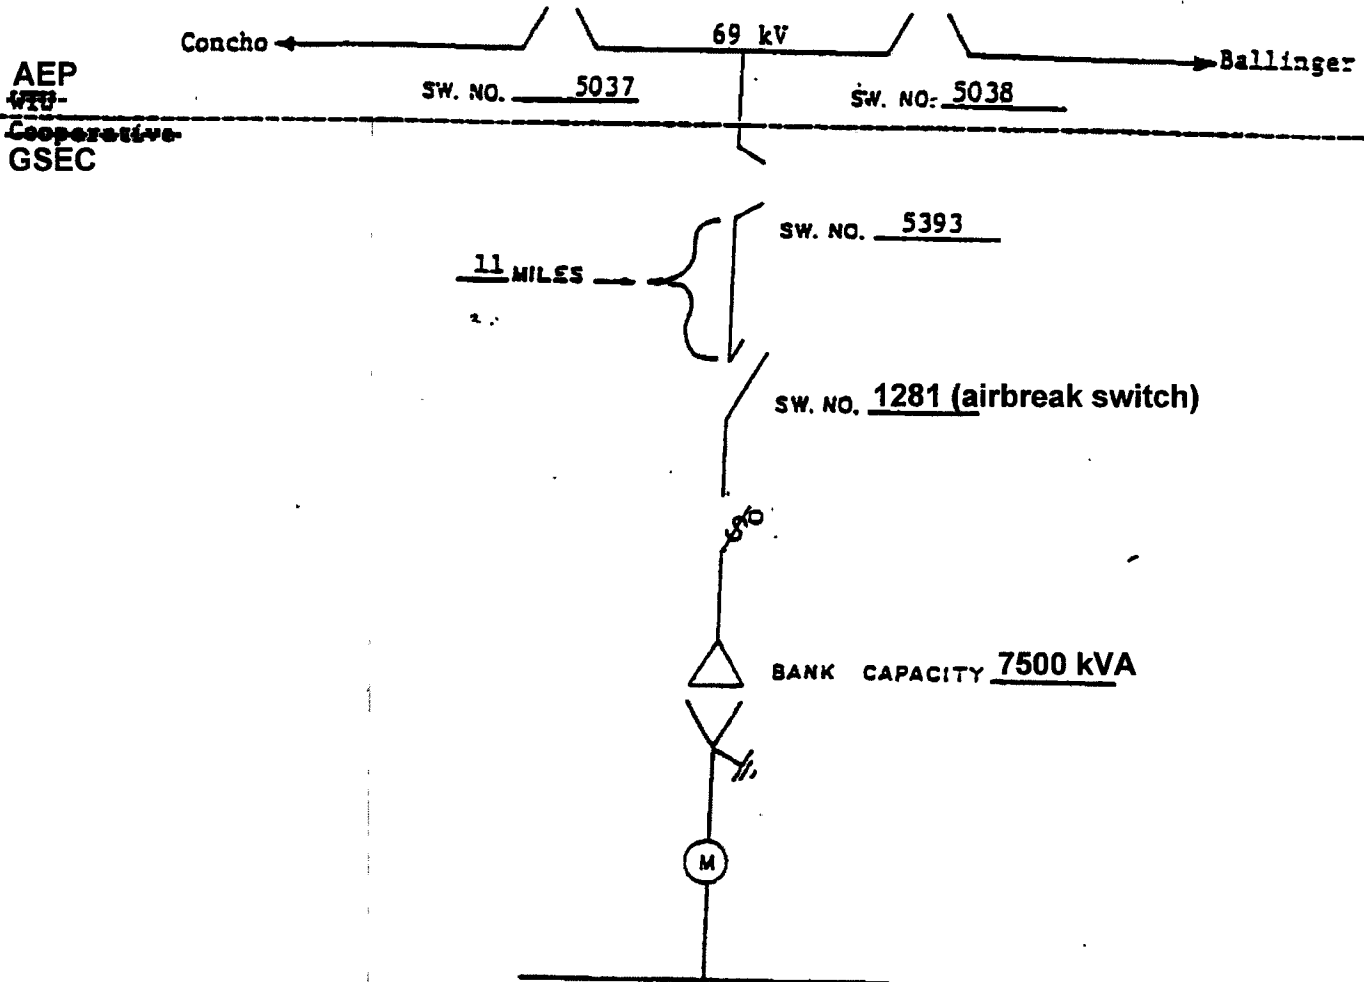 Concho
69 kV
Ballinger
AEP
WTU
SW. NO. 5037
SW. NO. 5038
Cooperative
GSEC
SW. NO. 5393
11 MILES
SW. NO. 1281 (airbreak switch)
BANK CAPACITY 7500 kVA
M